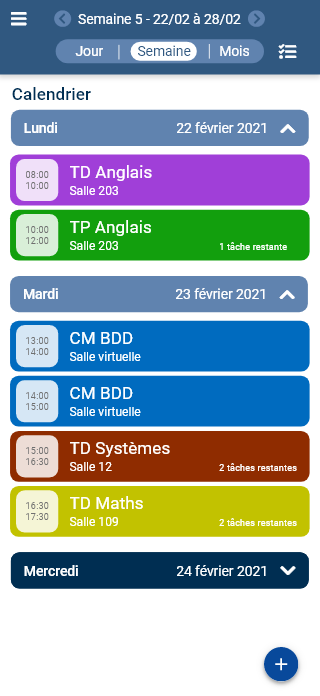 Semaine 5 - 22/02 à 28/02
Jour | Semaine | Mois
Calendrier
Lundi 22 février 2021
08:00 TD Anglais
10:00 Salle 203
10:00 TP Anglais
12:00 Salle 203 1 tâche restante
Mardi 23 février 2021
13:00 CM BDD
14:00 Salle virtuelle
14:00 CM BDD
15:00 Salle virtuelle
15:00 TD Systèmes
16:30 Salle 12 2 tâches restantes
16:30 TD Maths
17:30 Salle 109 2 tâches restantes
Mercredi 24 février 2021